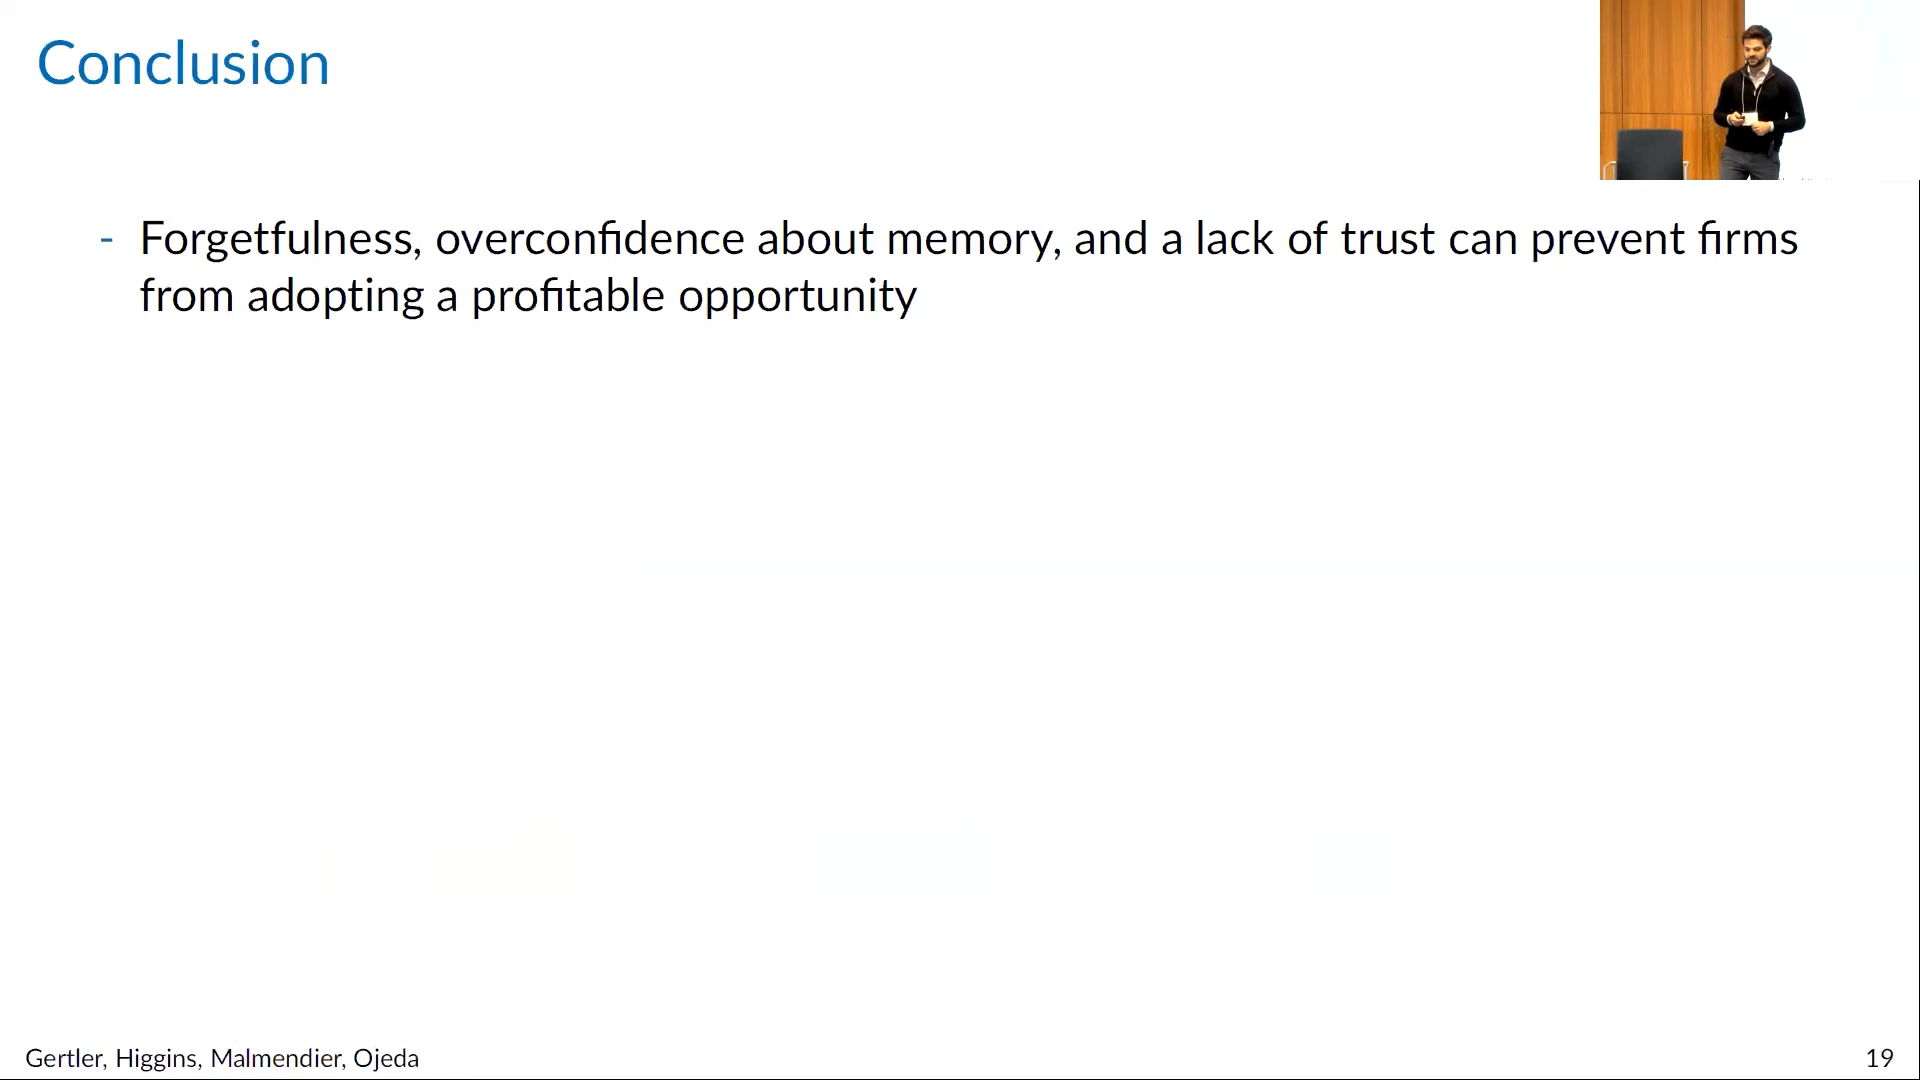 Conclusion
- Forgetfulness, overconfidence about memory, and a lack of trust can prevent firms
from adopting a profitable opportunity
Gertler, Higgins, Malmendier, Ojeda
19